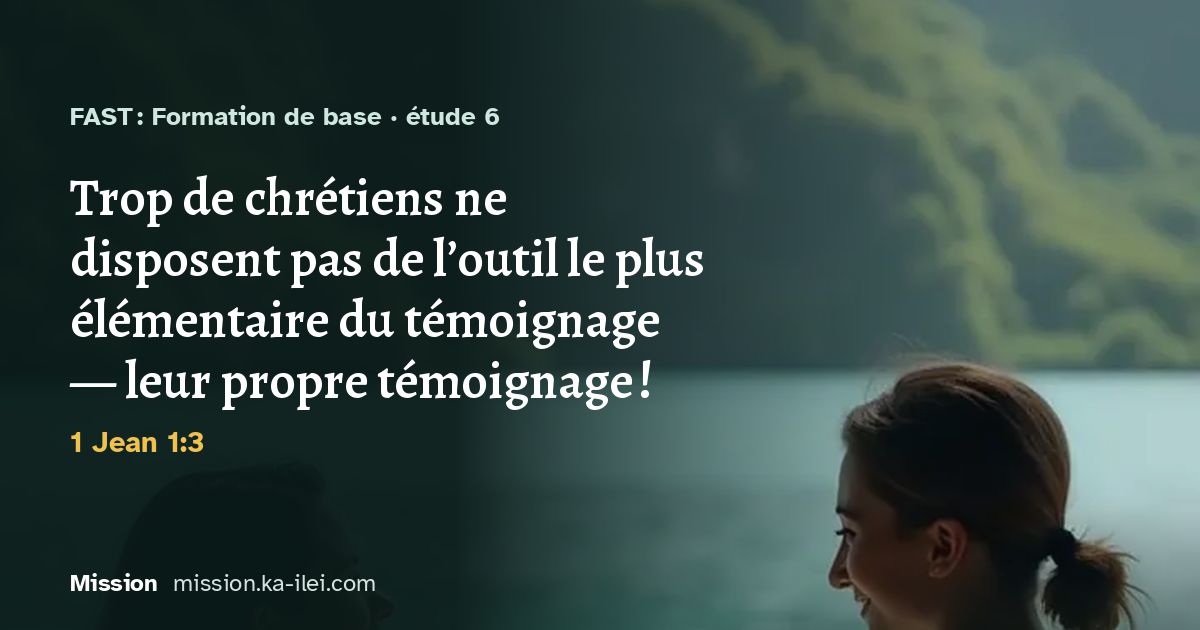 FAST : Formation de base · étude 6
Trop de chrétiens ne
disposent pas de l’outil le plus
élémentaire du témoignage
— leur propre témoignage !
1 Jean 1:3
Mission mission.ka-ilei.com